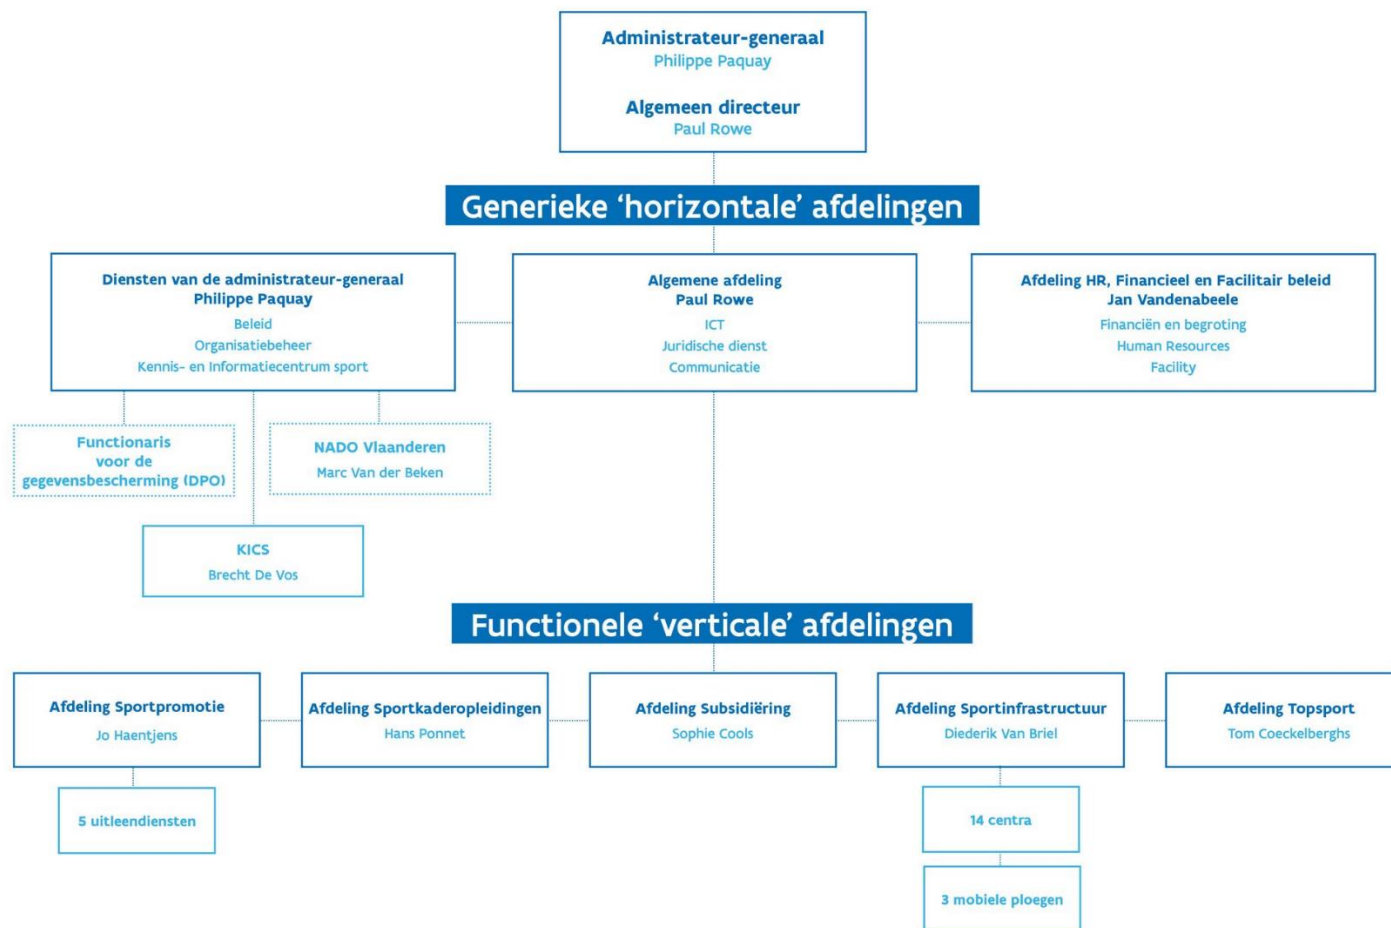 Administrateur-generaal
Philippe Paquay
Algemeen directeur
Paul Rowe
Generieke ‘horizontale’ afdelingen
Diensten van de administrateur-generaal
Philippe Paquay
Beleid
Organisatiebeheer
Kennis- en Informatiecentrum sport
Algemene afdeling
Paul Rowe
ICT
Juridische dienst
Communicatie
Afdeling HR, Financieel en Facilitair beleid
Jan Vandenabeele
Financiën en begroting
Human Resources
Facility
Functionaris
voor de
gegevensbescherming (DPO)
NADO Vlaanderen
Marc Van der Beken
KICS
Brecht De Vos
Functionele ‘verticale’ afdelingen
Afdeling Sportpromotie
Jo Haentjens
Afdeling Sportkaderopleidingen
Hans Ponnet
Afdeling Subsidiëring
Sophie Cools
Afdeling Sportinfrastructuur
Diederik Van Briel
Afdeling Topsport
Tom Coeckelberghs
5 uitleendiensten
14 centra
3 mobiele ploegen